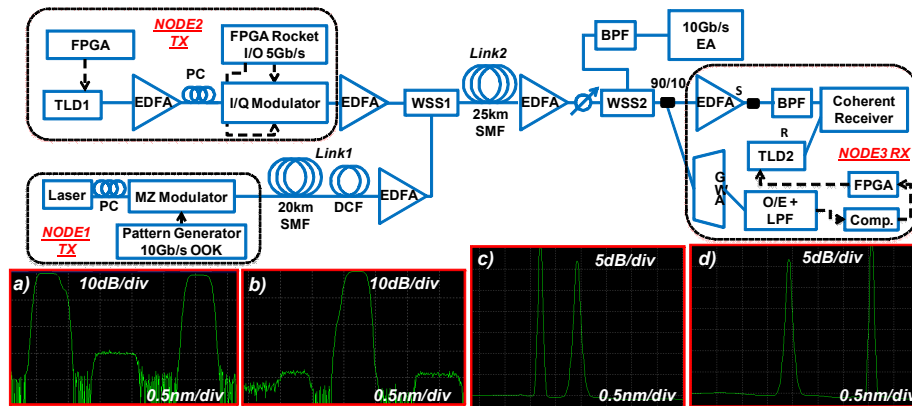 NODE2
TX
FPGA
TLD1
EDFA
PC
FPGA Rocket
I/O 5Gb/s
I/Q Modulator
EDFA
WSS1
Link2
25km
SMF
EDFA
BPF
10Gb/s
EA
WSS2
90/10
EDFA
S
BPF
Coherent
Receiver
R
TLD2
NODE3 RX
GWA
FPGA
O/E +
LPF
Comp.
Laser
PC
MZ Modulator
NODE1
TX
Pattern Generator
10Gb/s OOK
Link1
20km
SMF
DCF
EDFA
a)
10dB/div
0.5nm/div
b)
10dB/div
0.5nm/div
c)
5dB/div
0.5nm/div
d)
5dB/div
0.5nm/div